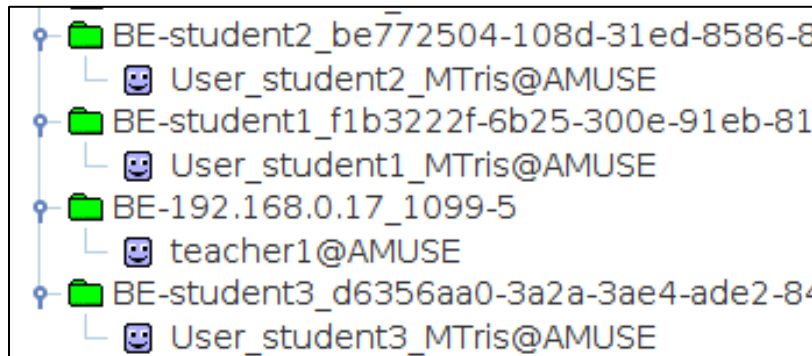 BE-student2_be772504-108d-31ed-8586-8
User_student2_MTris@AMUSE
BE-student1_f1b3222f-6b25-300e-91eb-81
User_student1_MTris@AMUSE
BE-192.168.0.17_1099-5
teacher1@AMUSE
BE-student3_d6356aa0-3a2a-3ae4-ade2-84
User_student3_MTris@AMUSE